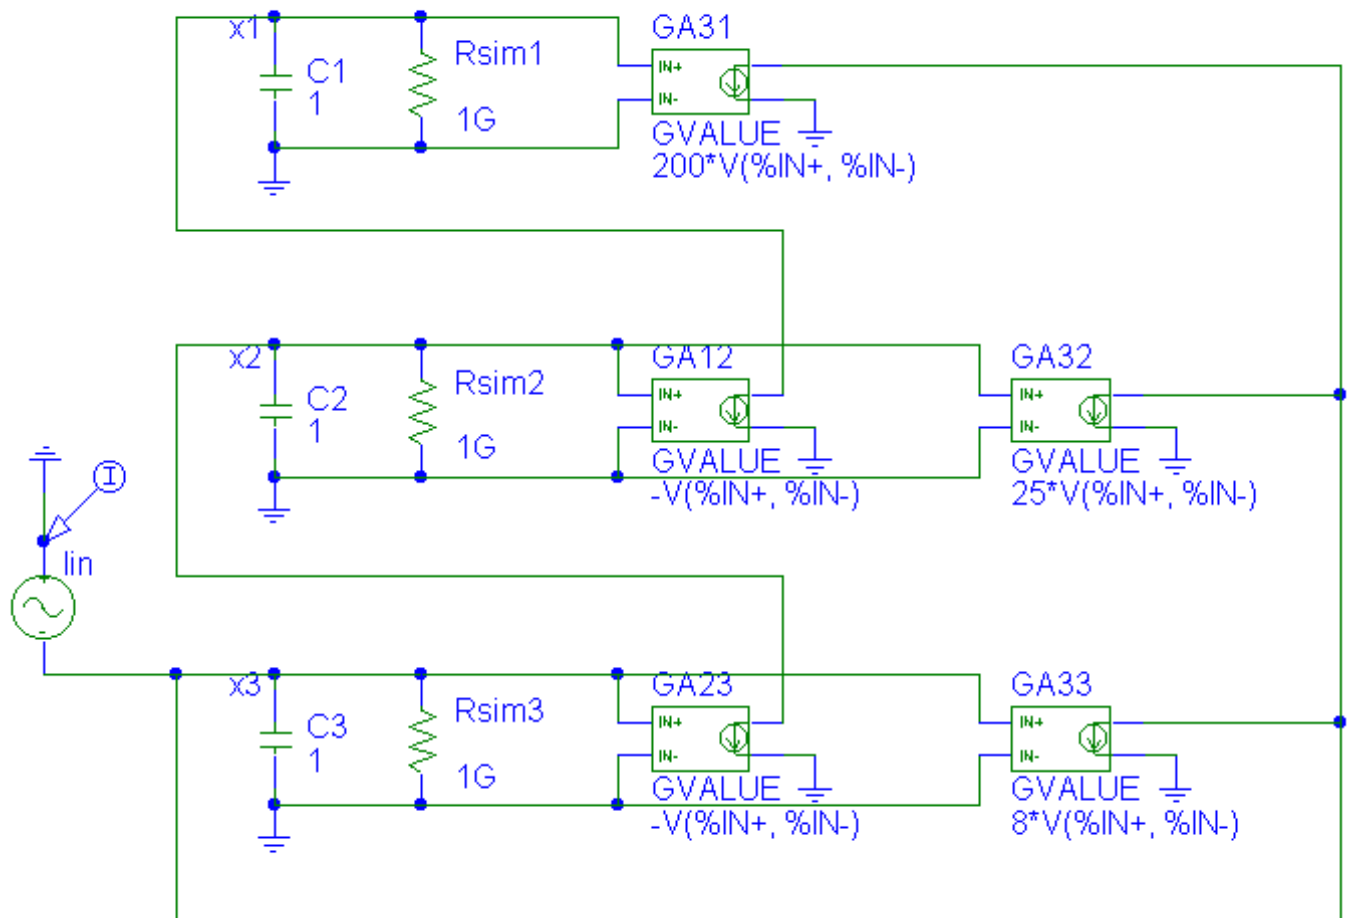 x1
C1
1
Rsim1
1G
GA31
IN+
IN-
GVALUE
200*V(%IN+, %IN-)
x2
C2
1
Rsim2
1G
GA12
IN+
IN-
GVALUE
-V(%IN+, %IN-)
GA32
IN+
IN-
GVALUE
25*V(%IN+, %IN-)
I
Iin
+
-
x3
C3
1
Rsim3
1G
GA23
IN+
IN-
GVALUE
-V(%IN+, %IN-)
GA33
IN+
IN-
GVALUE
8*V(%IN+, %IN-)